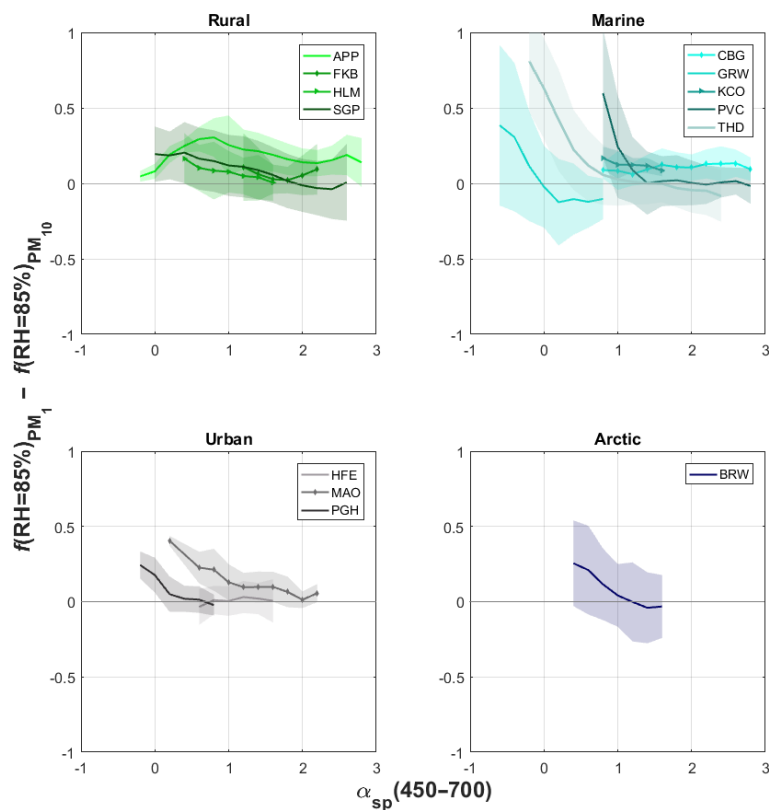 Rural
1
0.5
0
-0.5
-1
-1
0
1
2
3
APP
FKB
HLM
SGP
Marine
1
0.5
0
-0.5
-1
-1
0
1
2
3
CBG
GRW
KCO
PVC
THD
Urban
1
0.5
0
-0.5
-1
-1
0
1
2
3
HFE
MAO
PGH
Arctic
1
0.5
0
-0.5
-1
-1
0
1
2
3
BRW
f(RH=85%)PM1 − f(RH=85%)PM10
αsp(450−700)